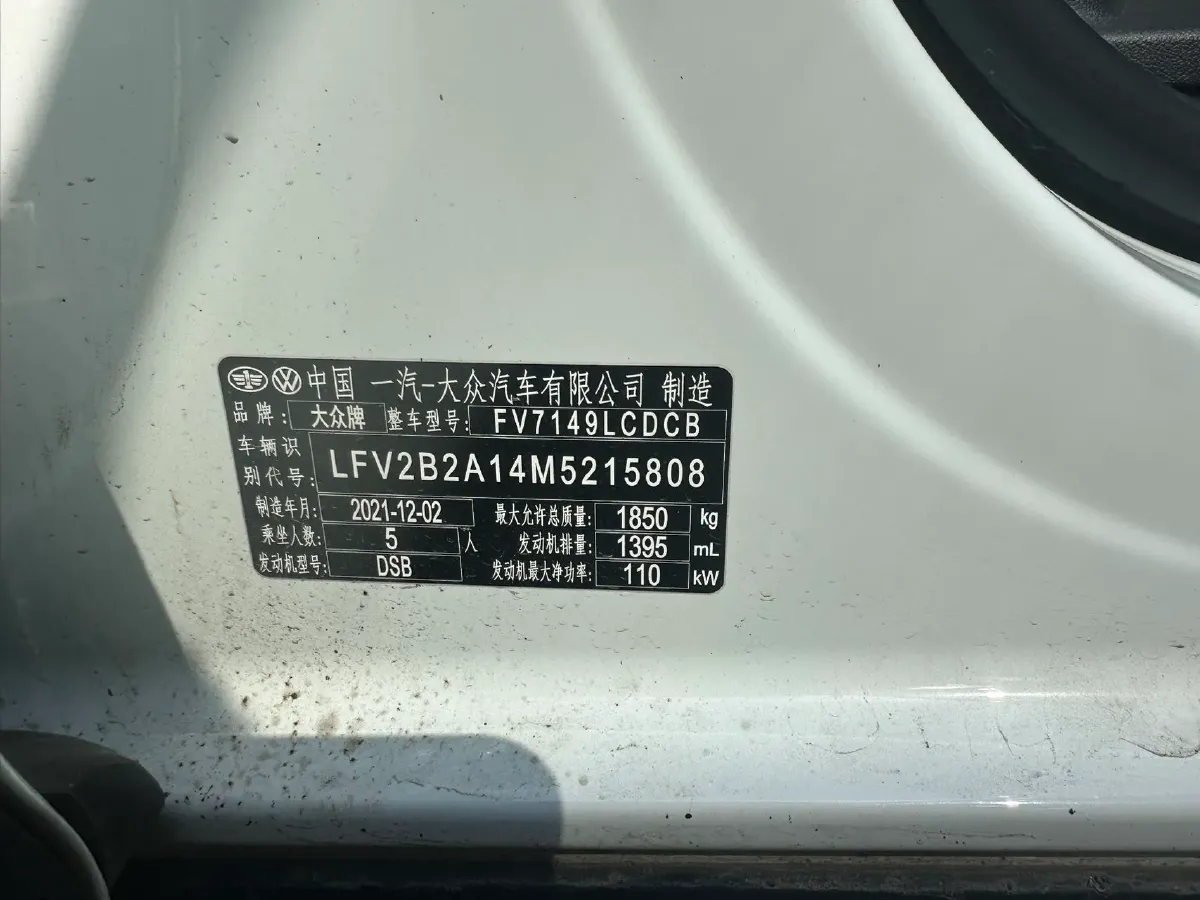 中国 一汽-大众汽车有限公司 制造
品牌: 大众牌 整车型号: FV7149LCDCB
车辆识别代号: LFV2B2A14M5215808
制造年月: 2021-12-02 最大允许总质量: 1850 kg
乘坐人数: 5 人 发动机排量: 1395 mL
发动机型号: DSB 发动机最大净功率: 110 kW